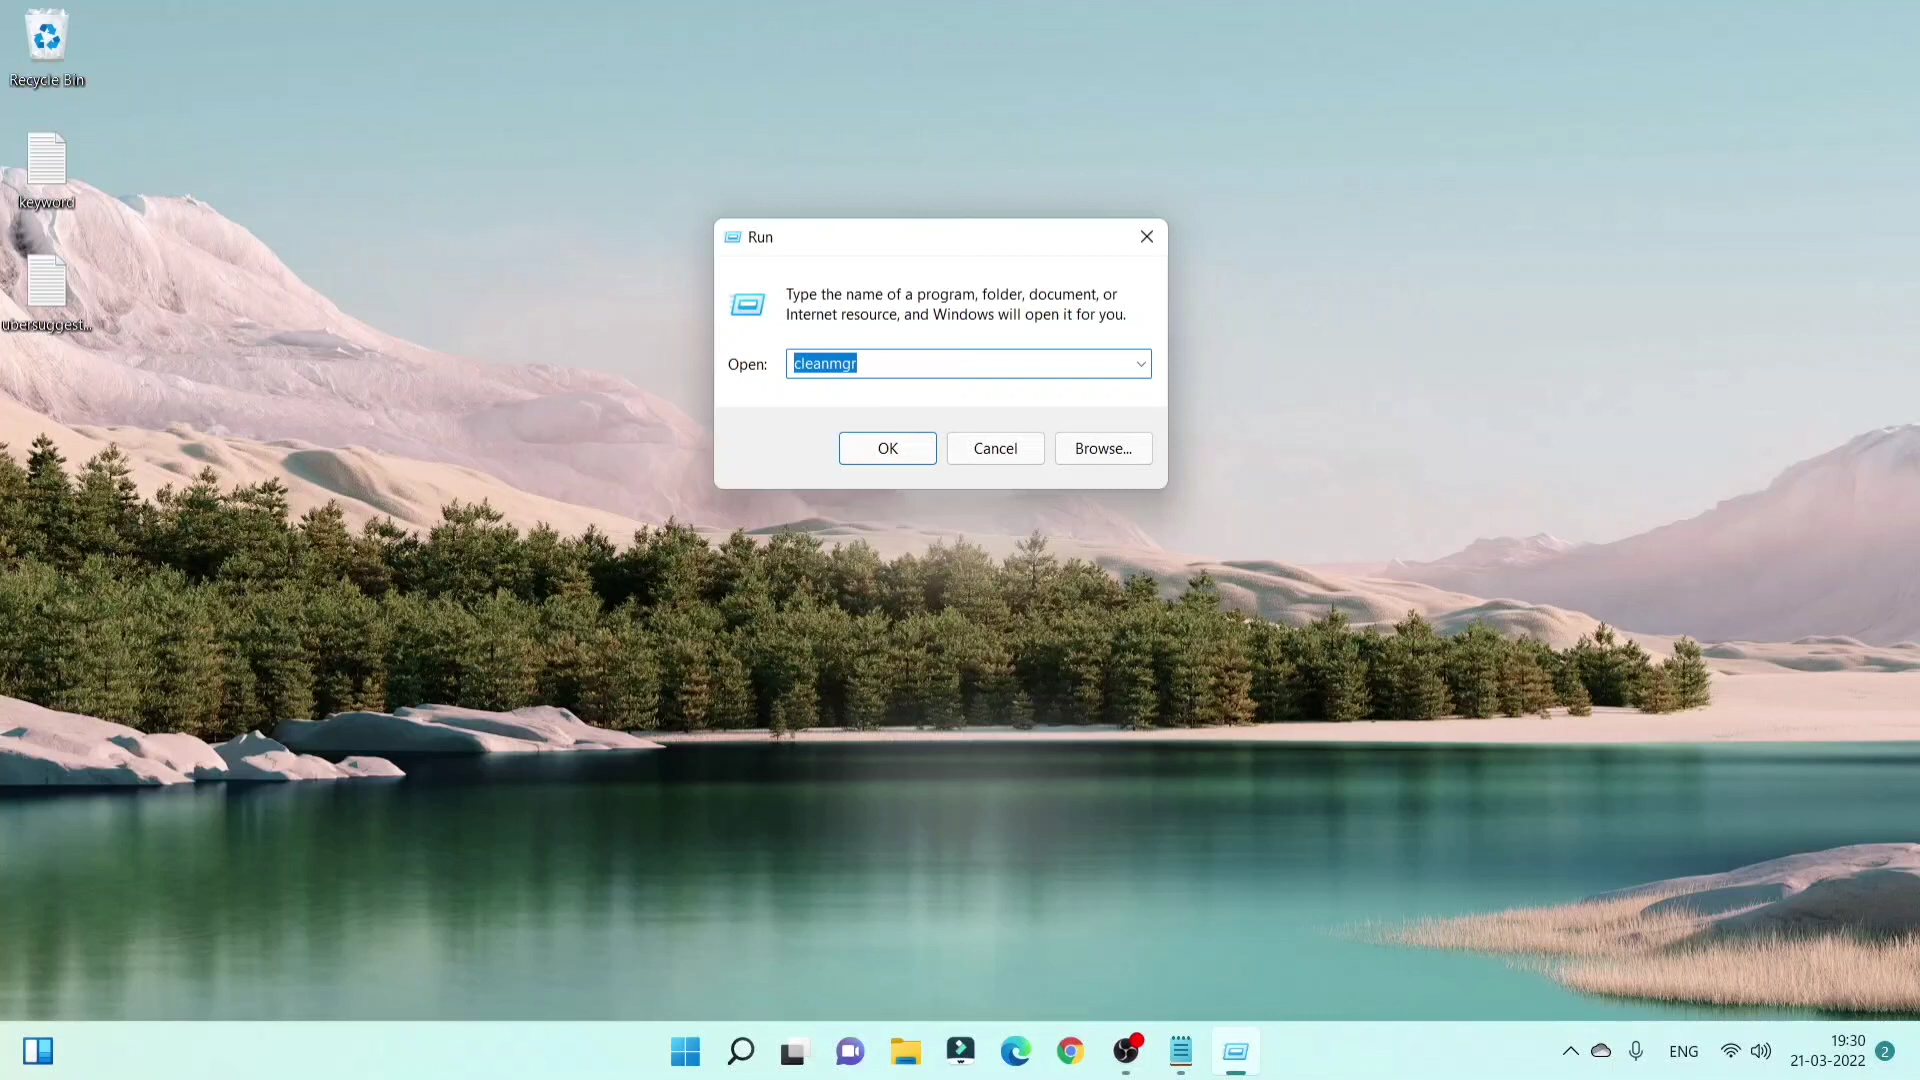 Recycle Bin
keyword
ubersuggest...
Run
Type the name of a program, folder, document, or
Internet resource, and Windows will open it for you.
Open:
cleanmgr
OK
Cancel
Browse...
ENG
19:30
21-03-2022
2